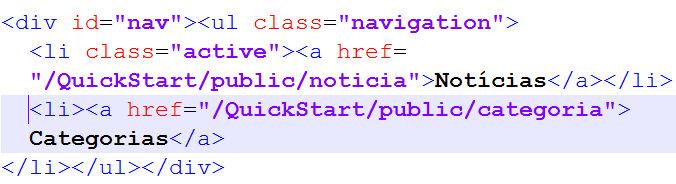 <div id="nav"><ul class="navigation">
<li class="active"><a href=
"/QuickStart/public/noticia">Notícias</a></li>
<li><a href="/QuickStart/public/categoria">
Categorias</a>
</li></ul></div>